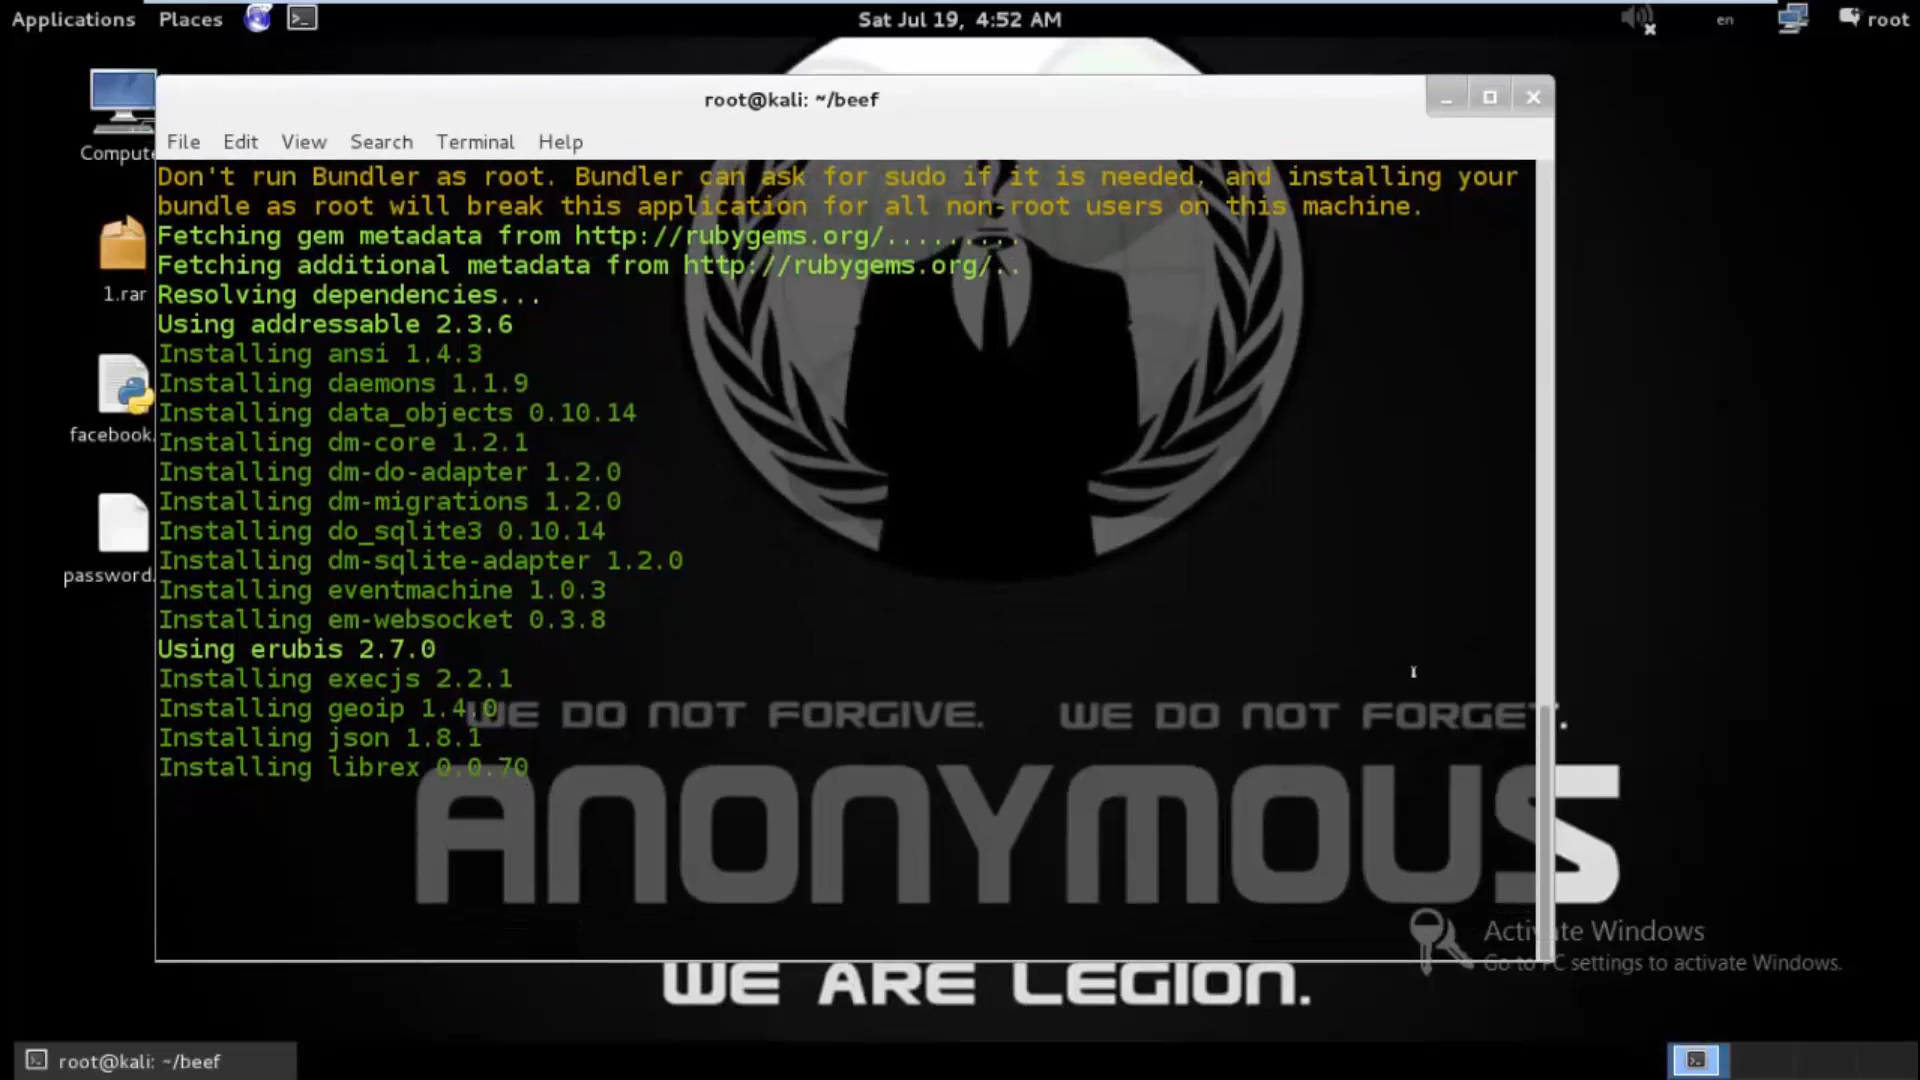 Applications Places Sat Jul 19, 4:52 AM en root
root@kali: ~/beef
File Edit View Search Terminal Help
Don't run Bundler as root. Bundler can ask for sudo if it is needed, and installing your
bundle as root will break this application for all non-root users on this machine.
Fetching gem metadata from http://rubygems.org/.........
Fetching additional metadata from http://rubygems.org/..
Resolving dependencies...
Using addressable 2.3.6
Installing ansi 1.4.3
Installing daemons 1.1.9
Installing data_objects 0.10.14
Installing dm-core 1.2.1
Installing dm-do-adapter 1.2.0
Installing dm-migrations 1.2.0
Installing do_sqlite3 0.10.14
Installing dm-sqlite-adapter 1.2.0
Installing eventmachine 1.0.3
Installing em-websocket 0.3.8
Using erubis 2.7.0
Installing execjs 2.2.1
Installing geoip 1.4.0
Installing json 1.8.1
Installing librex 0.0.70
Compute
1.rar
facebook.
password.
WE DO NOT FORGIVE. WE DO NOT FORGET.
ANONYMOUS
WE ARE LEGION.
Activate Windows
Go to PC settings to activate Windows.
root@kali: ~/beef